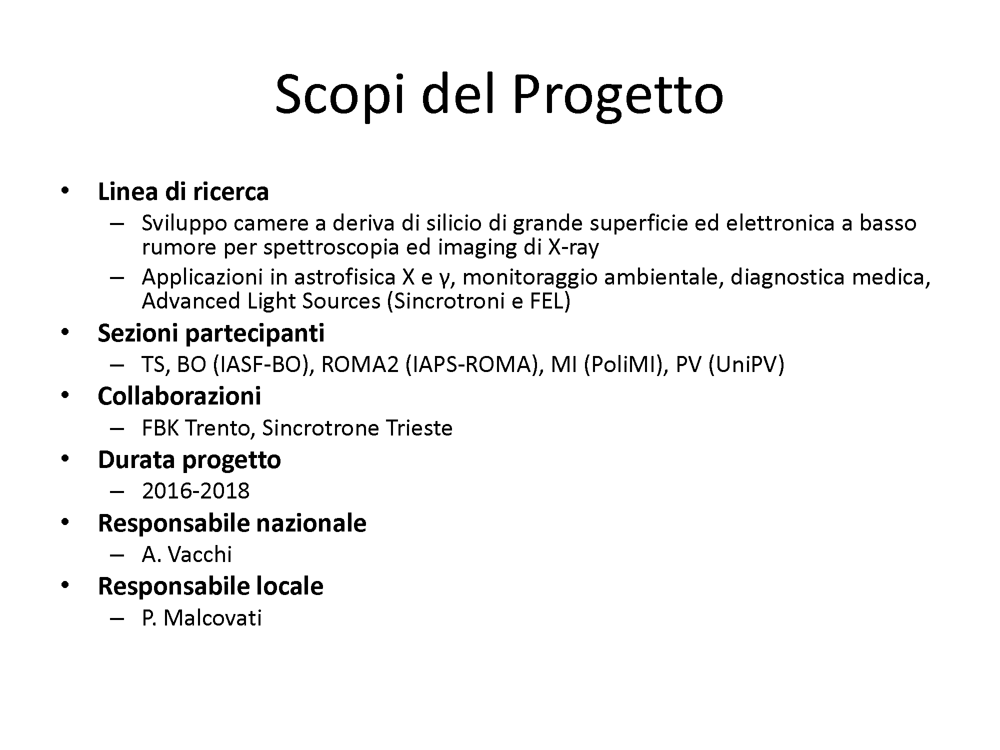 Scopi del Progetto
• Linea di ricerca
– Sviluppo camere a deriva di silicio di grande superficie ed elettronica a basso
rumore per spettroscopia ed imaging di X-ray
– Applicazioni in astrofisica X e γ, monitoraggio ambientale, diagnostica medica,
Advanced Light Sources (Sincrotroni e FEL)
• Sezioni partecipanti
– TS, BO (IASF-BO), ROMA2 (IAPS-ROMA), MI (PoliMI), PV (UniPV)
• Collaborazioni
– FBK Trento, Sincrotrone Trieste
• Durata progetto
– 2016-2018
• Responsabile nazionale
– A. Vacchi
• Responsabile locale
– P. Malcovati